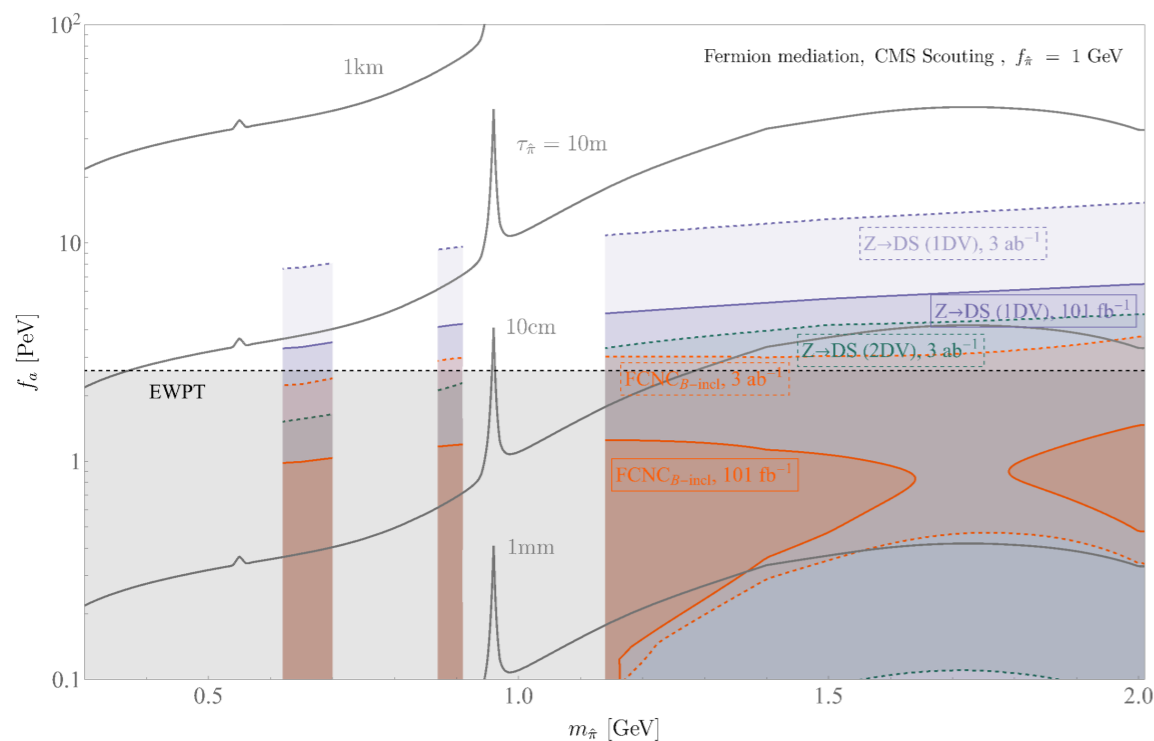 10²
Fermion mediation, CMS Scouting , f_π̂ = 1 GeV
1km
τ_π̂ = 10m
10
Z→DS (1DV), 3 ab⁻¹
Z→DS (1DV), 101 fb⁻¹
10cm
Z→DS (2DV), 3 ab⁻¹
FCNC_B−incl, 3 ab⁻¹
EWPT
f_a [PeV]
1
FCNC_B−incl, 101 fb⁻¹
1mm
0.1
0.5
1.0
1.5
2.0
m_π̂ [GeV]